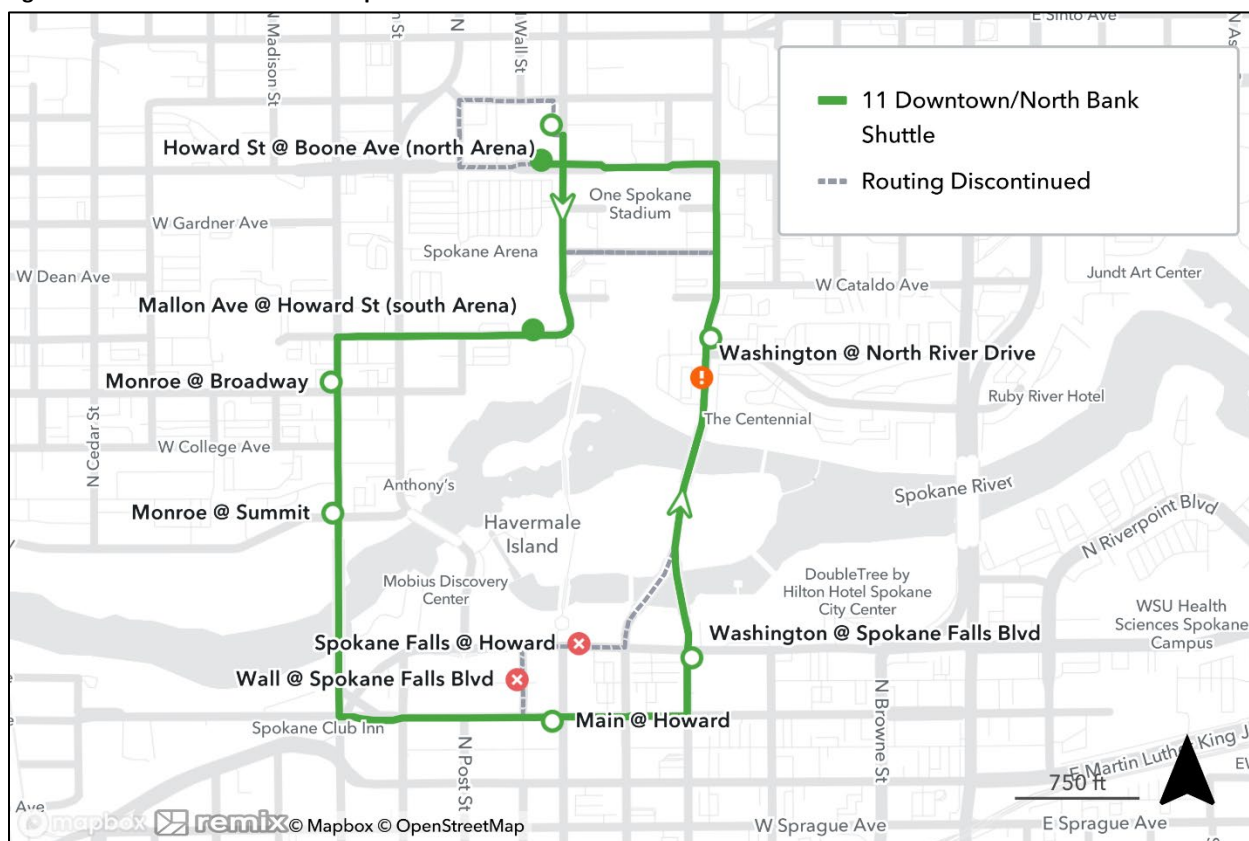 E Sinto Ave
N Madison St
N
N Wall St
11 Downtown/North Bank
Shuttle
Routing Discontinued
Howard St @ Boone Ave (north Arena)
One Spokane
Stadium
W Gardner Ave
Spokane Arena
W Dean Ave
Jundt Art Center
W Cataldo Ave
Mallon Ave @ Howard St (south Arena)
Washington @ North River Drive
Monroe @ Broadway
Ruby River Hotel
The Centennial
N Cedar St
W College Ave
Anthony's
Spokane River
Monroe @ Summit
Havermale
Island
N Riverpoint Blvd
Mobius Discovery
Center
DoubleTree by
Hilton Hotel Spokane
City Center
WSU Health
Sciences Spokane
Campus
Spokane Falls @ Howard
Washington @ Spokane Falls Blvd
Wall @ Spokane Falls Blvd
N Browne St
Main @ Howard
Spokane Club Inn
N Post St
E Martin Luther King J
750 ft
Ave
mapbox remix © Mapbox © OpenStreetMap
W Sprague Ave
E Sprague Ave